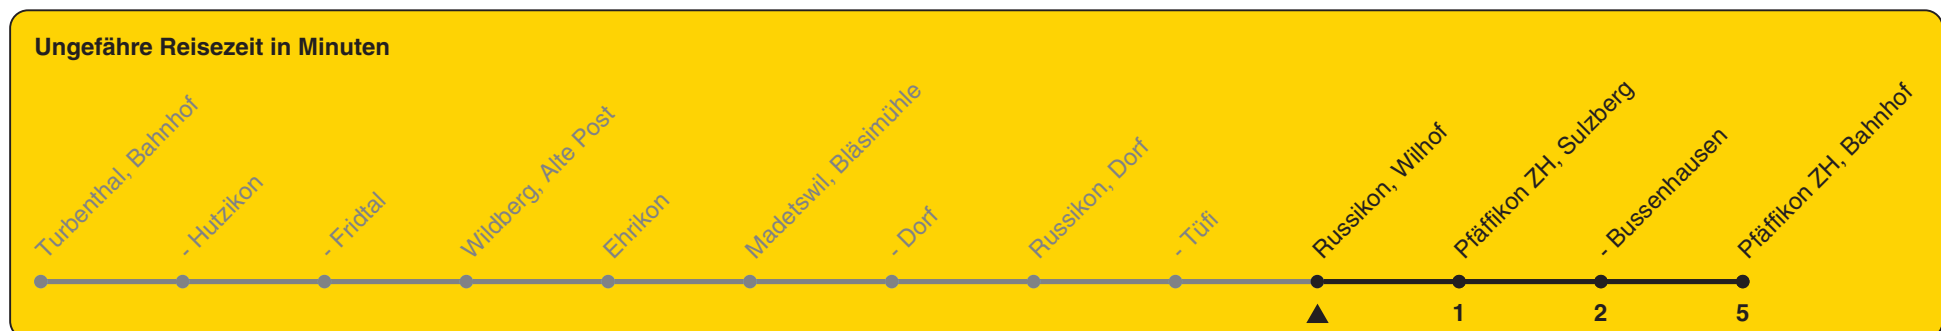 Ungefähre Reisezeit in Minuten
Turbenthal, Bahnhof
- Hutzikon
- Fridtal
Wildberg, Alte Post
Ehrikon
Madetswil, Bläsimühle
- Dorf
Russikon, Dorf
- Tüfi
Russikon, Wilhof
Pfäffikon ZH, Sulzberg
- Bussenhausen
Pfäffikon ZH, Bahnhof
1 2 5